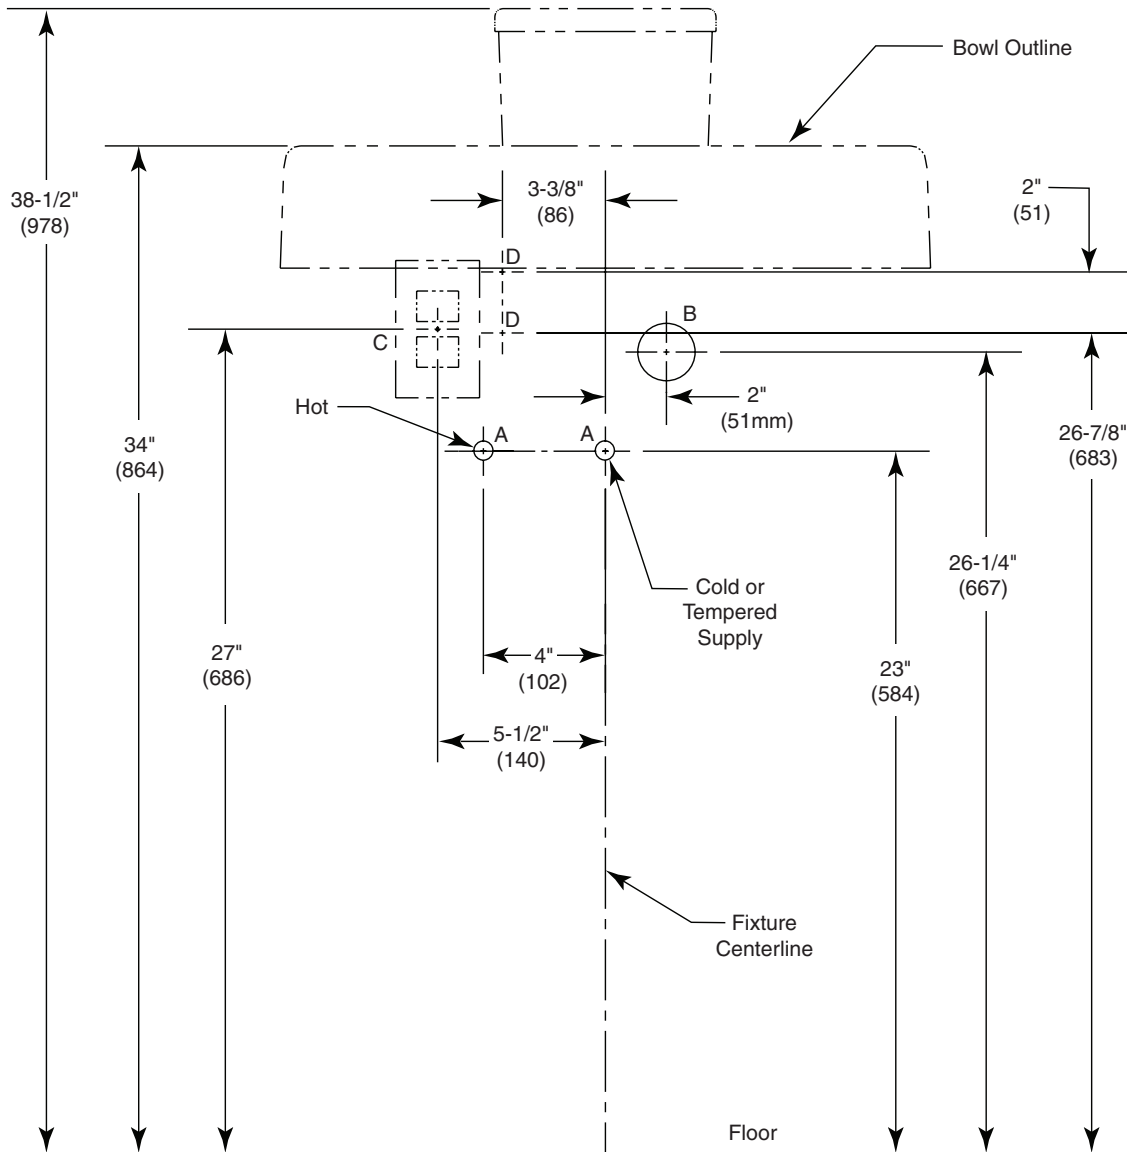 Bowl Outline
38-1/2"
(978)
3-3/8"
(86)
2"
(51)
D
D
B
C
Hot
A
A
2"
(51mm)
34"
(864)
26-7/8"
(683)
26-1/4"
(667)
Cold or
Tempered
Supply
27"
(686)
4"
(102)
23"
(584)
5-1/2"
(140)
Fixture
Centerline
Floor